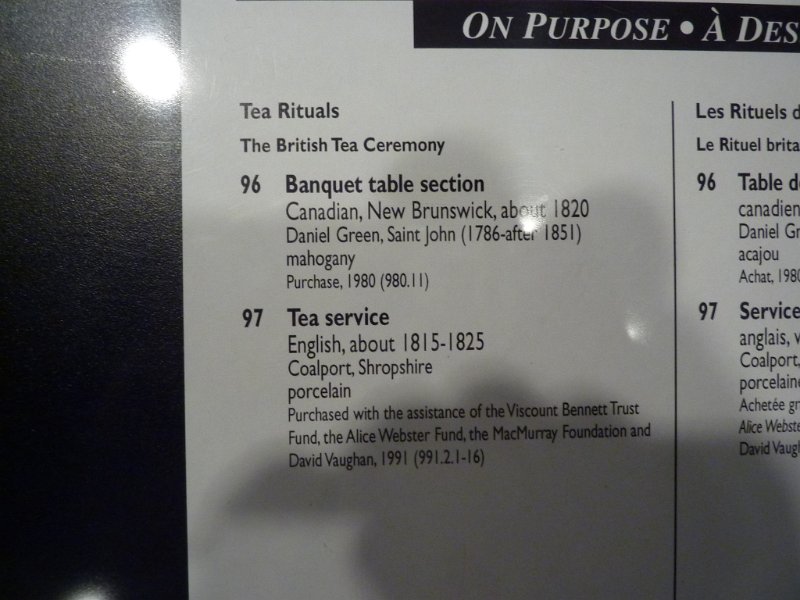 ON PURPOSE • À DES
Tea Rituals
The British Tea Ceremony
96 Banquet table section
Canadian, New Brunswick, about 1820
Daniel Green, Saint John (1786-after 1851)
mahogany
Purchase, 1980 (980.11)
97 Tea service
English, about 1815-1825
Coalport, Shropshire
porcelain
Purchased with the assistance of the Viscount Bennett Trust
Fund, the Alice Webster Fund, the MacMurray Foundation and
David Vaughan, 1991 (991.2.1-16)
Les Rituels d
Le Rituel brita
96 Table de
canadien
Daniel Gr
acajou
Achat, 1980
97 Service
anglais, v
Coalport,
porcelaine
Achetée gr
Alice Webste
David Vaugh